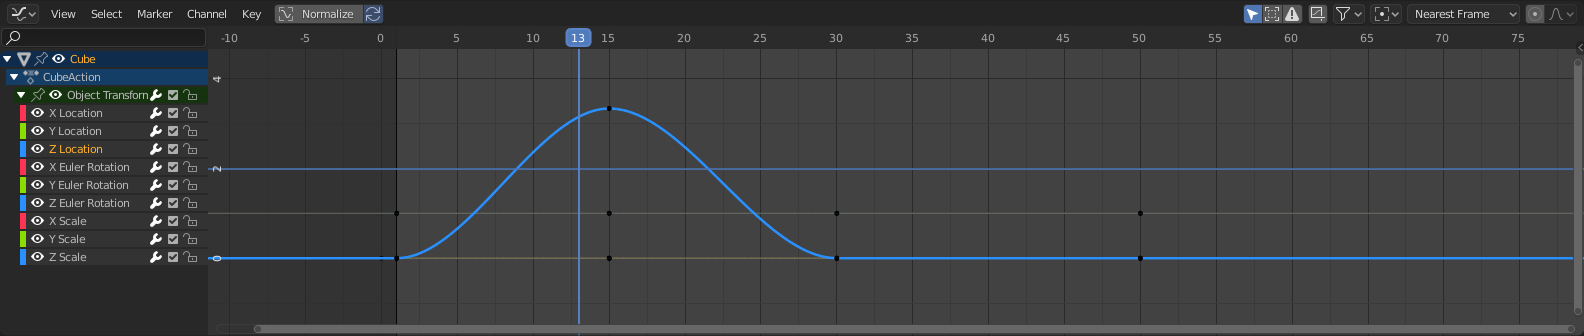 View Select Marker Channel Key Normalize Nearest Frame
-10 -5 0 5 10 13 15 20 25 30 35 40 45 50 55 60 65 70 75
Cube
CubeAction
4
Object Transform
X Location
Y Location
Z Location
X Euler Rotation
2
Y Euler Rotation
Z Euler Rotation
X Scale
Y Scale
Z Scale
0